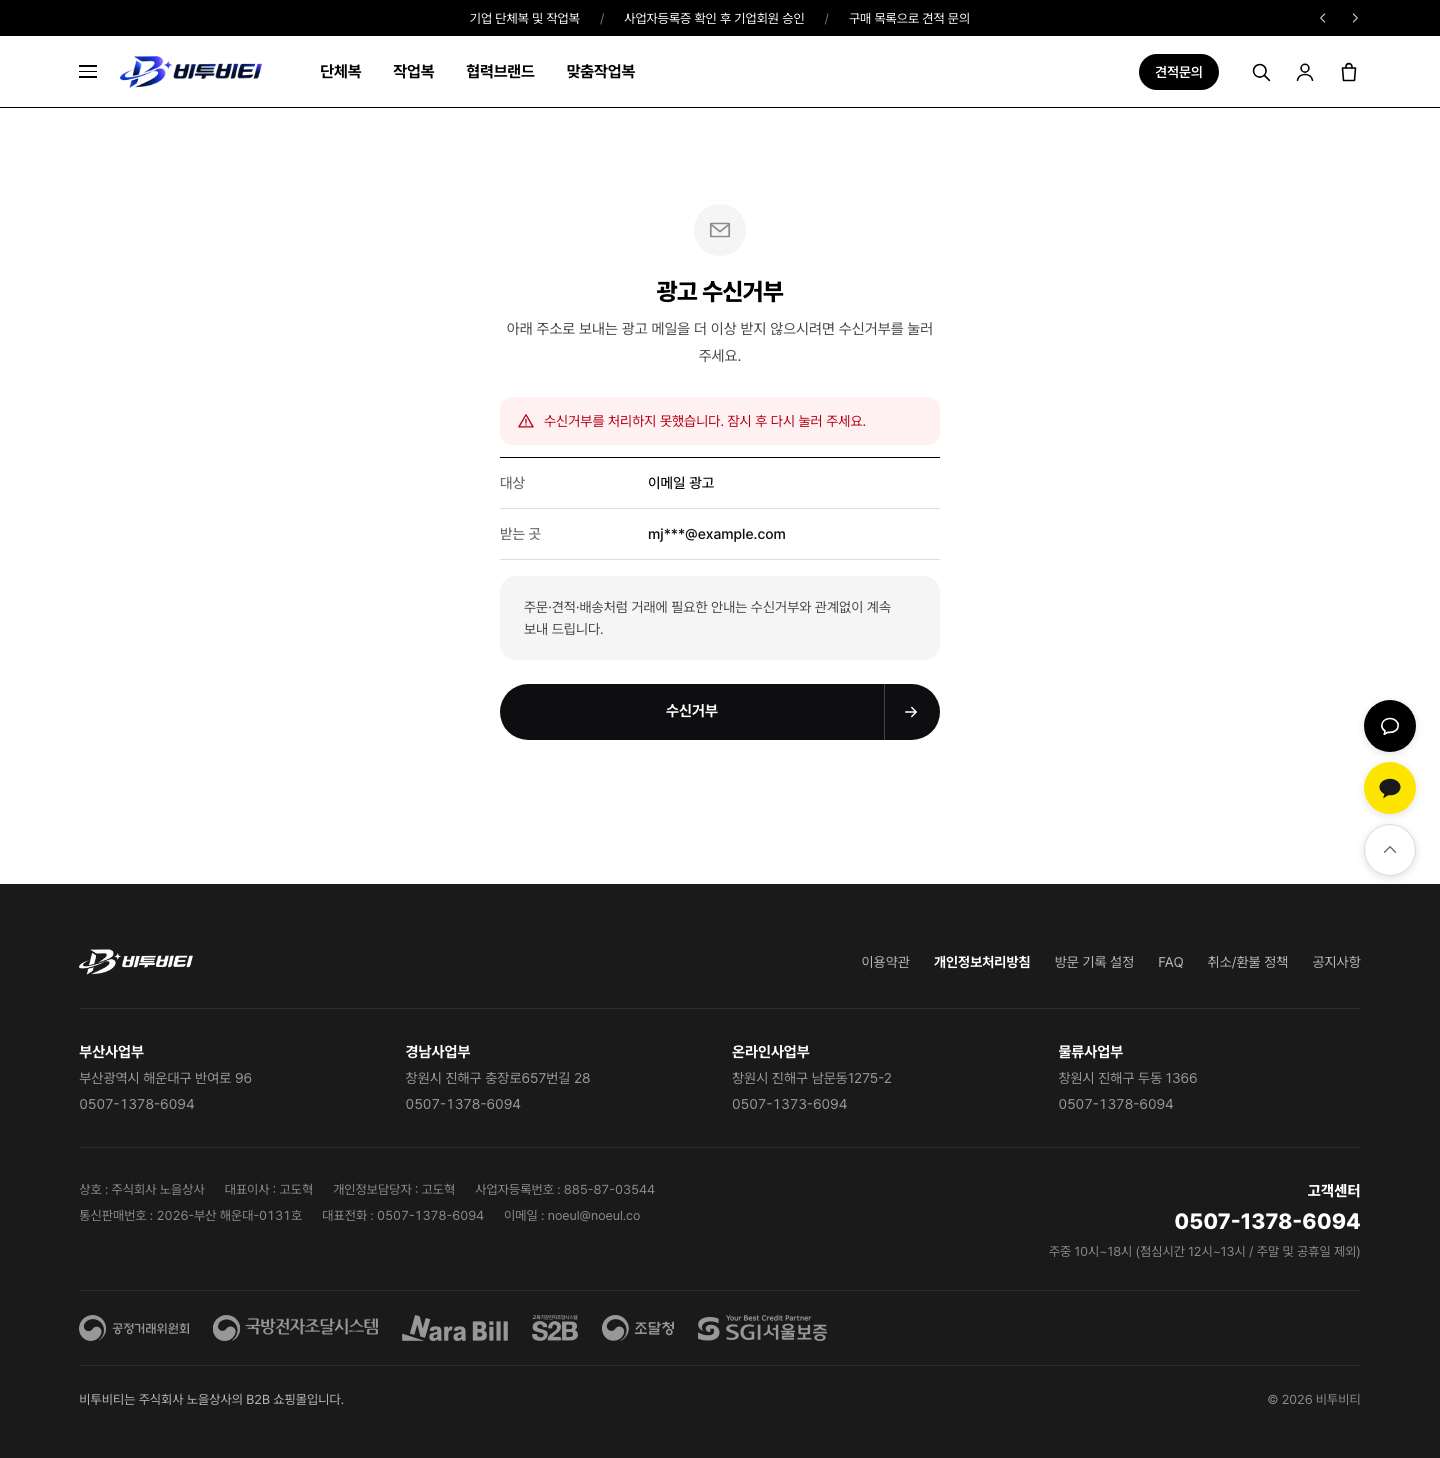 기업 단체복 및 작업복 / 사업자등록증 확인 후 기업회원 승인 / 구매 목록으로 견적 문의
비투비티 단체복 작업복 협력브랜드 맞춤작업복 견적문의
광고 수신거부
아래 주소로 보내는 광고 메일을 더 이상 받지 않으시려면 수신거부를 눌러
주세요.
수신거부를 처리하지 못했습니다. 잠시 후 다시 눌러 주세요.
대상 이메일 광고
받는 곳 mj***@example.com
주문·견적·배송처럼 거래에 필요한 안내는 수신거부와 관계없이 계속
보내 드립니다.
수신거부
비투비티 이용약관 개인정보처리방침 방문 기록 설정 FAQ 취소/환불 정책 공지사항
부산사업부 경남사업부 온라인사업부 물류사업부
부산광역시 해운대구 반여로 96 창원시 진해구 충장로657번길 28 창원시 진해구 남문동1275-2 창원시 진해구 두동 1366
0507-1378-6094 0507-1378-6094 0507-1373-6094 0507-1378-6094
상호 : 주식회사 노을상사 대표이사 : 고도혁 개인정보담당자 : 고도혁 사업자등록번호 : 885-87-03544
통신판매번호 : 2026-부산 해운대-0131호 대표전화 : 0507-1378-6094 이메일 : noeul@noeul.co
고객센터
0507-1378-6094
주중 10시~18시 (점심시간 12시~13시 / 주말 및 공휴일 제외)
공정거래위원회 국방전자조달시스템 Nara Bill S2B 조달청 Your Best Credit Partner SGI서울보증
비투비티는 주식회사 노을상사의 B2B 쇼핑몰입니다. © 2026 비투비티